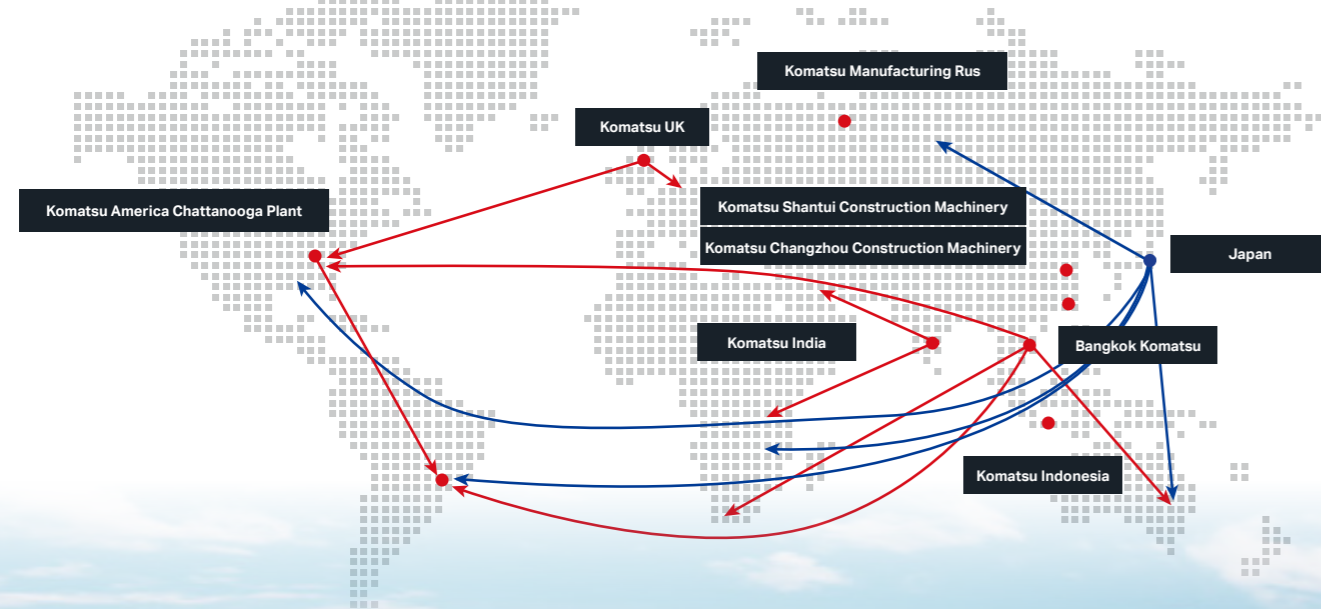 Komatsu Manufacturing Rus
Komatsu UK
Komatsu America Chattanooga Plant
Komatsu Shantui Construction Machinery
Komatsu Changzhou Construction Machinery
Japan
Komatsu India
Bangkok Komatsu
Komatsu Indonesia